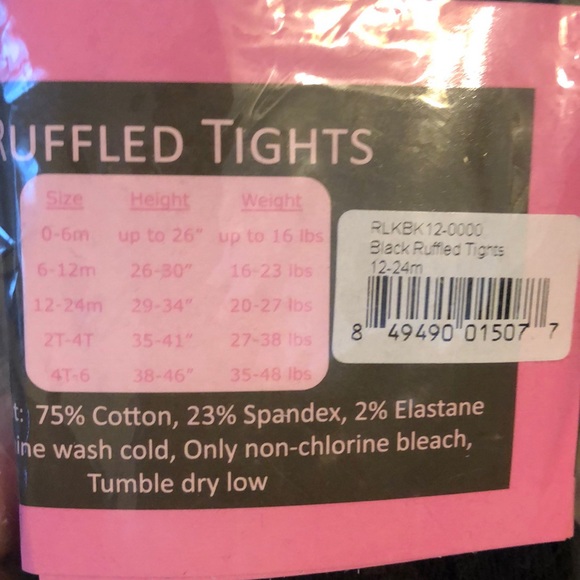 RUFFLED TIGHTS
Size Height Weight
0-6m up to 26" up to 16 lbs
6-12m 26-30" 16-23 lbs
12-24m 29-34" 20-27 lbs
2T-4T 35-41" 27-38 lbs
4T-6 38-46" 35-48 lbs
RLKBK12-0000
Black Ruffled Tights
12-24m
8 49490 01507 7
t: 75% Cotton, 23% Spandex, 2% Elastane
ine wash cold, Only non-chlorine bleach,
Tumble dry low